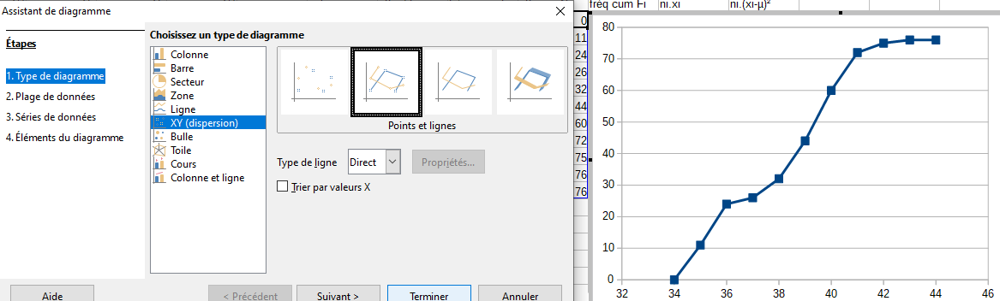 Assistant de diagramme
Étapes
1. Type de diagramme
2. Plage de données
3. Séries de données
4. Éléments du diagramme
Choisissez un type de diagramme
Colonne
Barre
Secteur
Zone
Ligne
XY (dispersion)
Bulle
Toile
Cours
Colonne et ligne
Points et lignes
Type de ligne Direct Propriétés...
Trier par valeurs X
Aide < Précédent Suivant > Terminer Annuler
fréq cum Fi ni.xi ni.(xi-µ)²
0
11
24
26
32
44
60
72
75
76
76
80
70
60
50
40
30
20
10
0
32 34 36 38 40 42 44 46